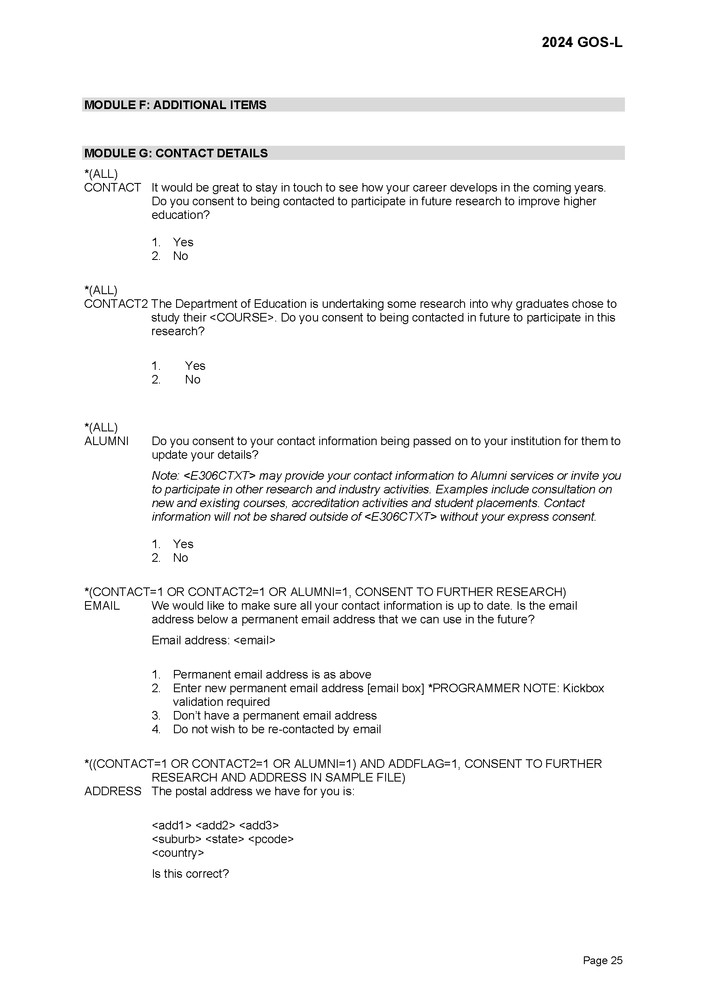 2024 GOS-L
MODULE F: ADDITIONAL ITEMS
MODULE G: CONTACT DETAILS
*(ALL)
CONTACT It would be great to stay in touch to see how your career develops in the coming years.
Do you consent to being contacted to participate in future research to improve higher
education?
1. Yes
2. No
*(ALL)
CONTACT2 The Department of Education is undertaking some research into why graduates chose to
study their <COURSE>. Do you consent to being contacted in future to participate in this
research?
1. Yes
2. No
*(ALL)
ALUMNI Do you consent to your contact information being passed on to your institution for them to
update your details?
Note: <E306CTXT> may provide your contact information to Alumni services or invite you
to participate in other research and industry activities. Examples include consultation on
new and existing courses, accreditation activities and student placements. Contact
information will not be shared outside of <E306CTXT> without your express consent.
1. Yes
2. No
*(CONTACT=1 OR CONTACT2=1 OR ALUMNI=1, CONSENT TO FURTHER RESEARCH)
EMAIL We would like to make sure all your contact information is up to date. Is the email
address below a permanent email address that we can use in the future?
Email address: <email>
1. Permanent email address is as above
2. Enter new permanent email address [email box] *PROGRAMMER NOTE: Kickbox
validation required
3. Don’t have a permanent email address
4. Do not wish to be re-contacted by email
*((CONTACT=1 OR CONTACT2=1 OR ALUMNI=1) AND ADDFLAG=1, CONSENT TO FURTHER
RESEARCH AND ADDRESS IN SAMPLE FILE)
ADDRESS The postal address we have for you is:
<add1> <add2> <add3>
<suburb> <state> <pcode>
<country>
Is this correct?
Page 25